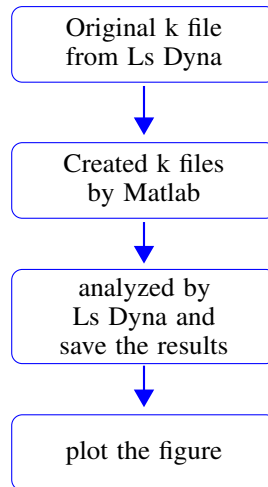 Original k file
from Ls Dyna
Created k files
by Matlab
analyzed by
Ls Dyna and
save the results
plot the figure